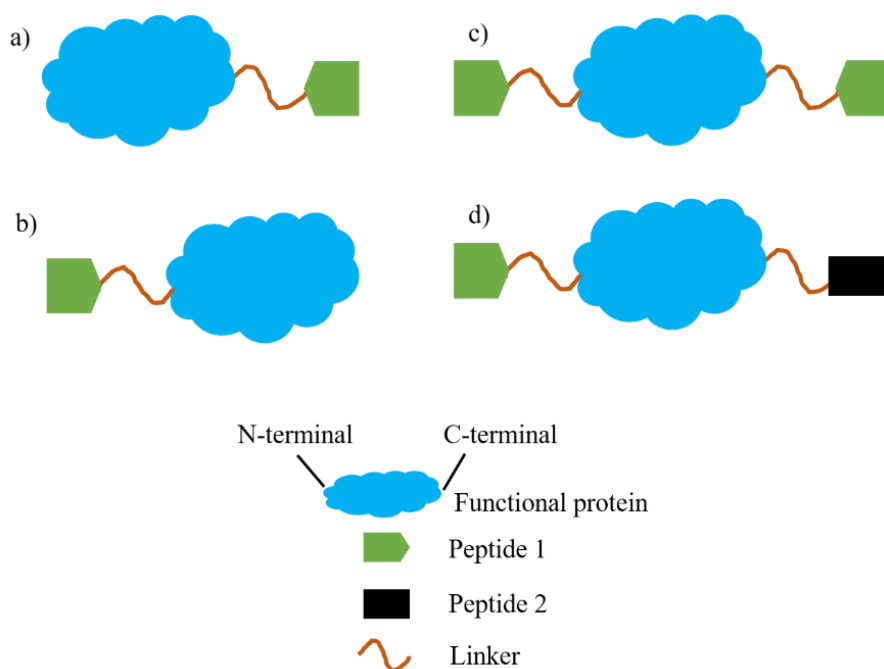 a)
c)
b)
d)
N-terminal
C-terminal
Functional protein
Peptide 1
Peptide 2
Linker